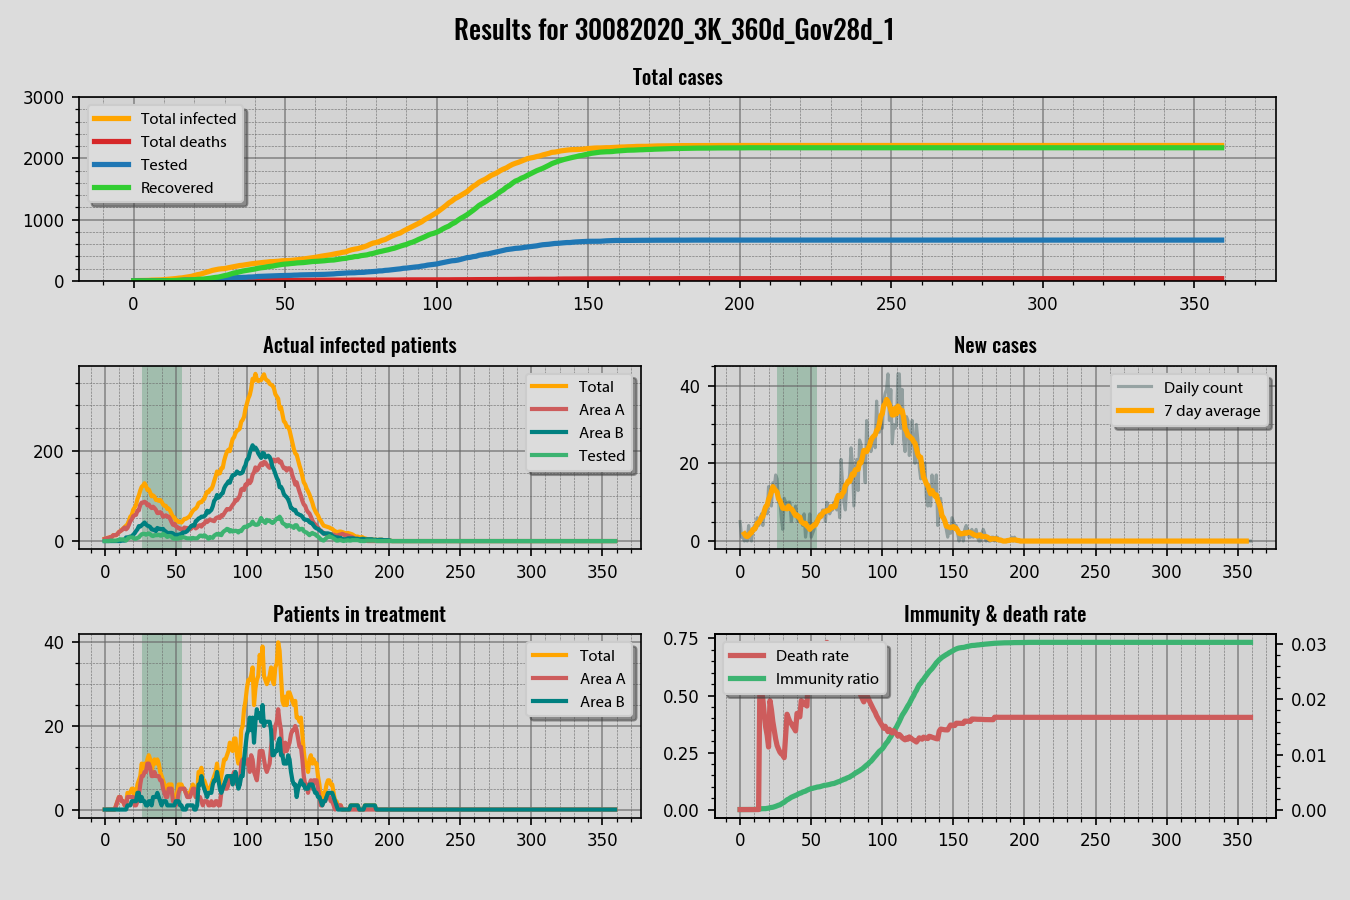 Results for 30082020_3K_360d_Gov28d_1
Total cases
3000
2000
1000
0
Total infected
Total deaths
Tested
Recovered
0 50 100 150 200 250 300 350
Actual infected patients
200
0
Total
Area A
Area B
Tested
0 50 100 150 200 250 300 350
New cases
40
20
0
Daily count
7 day average
0 50 100 150 200 250 300 350
Patients in treatment
40
20
0
Total
Area A
Area B
0 50 100 150 200 250 300 350
Immunity & death rate
0.75
0.50
0.25
0.00
Death rate
Immunity ratio
0.03
0.02
0.01
0.00
0 50 100 150 200 250 300 350